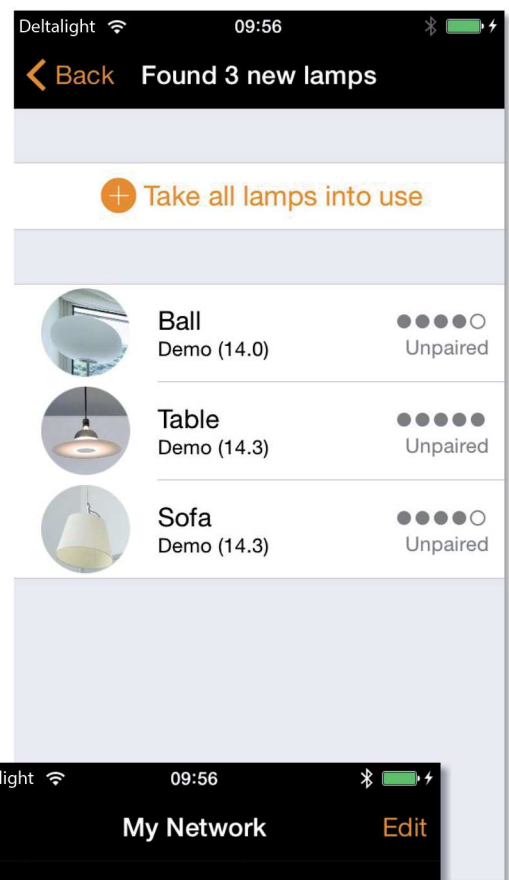 Deltalight 09:56
Back Found 3 new lamps
Take all lamps into use
Ball
Demo (14.0) Unpaired
Table
Demo (14.3) Unpaired
Sofa
Demo (14.3) Unpaired
light 09:56
My Network Edit